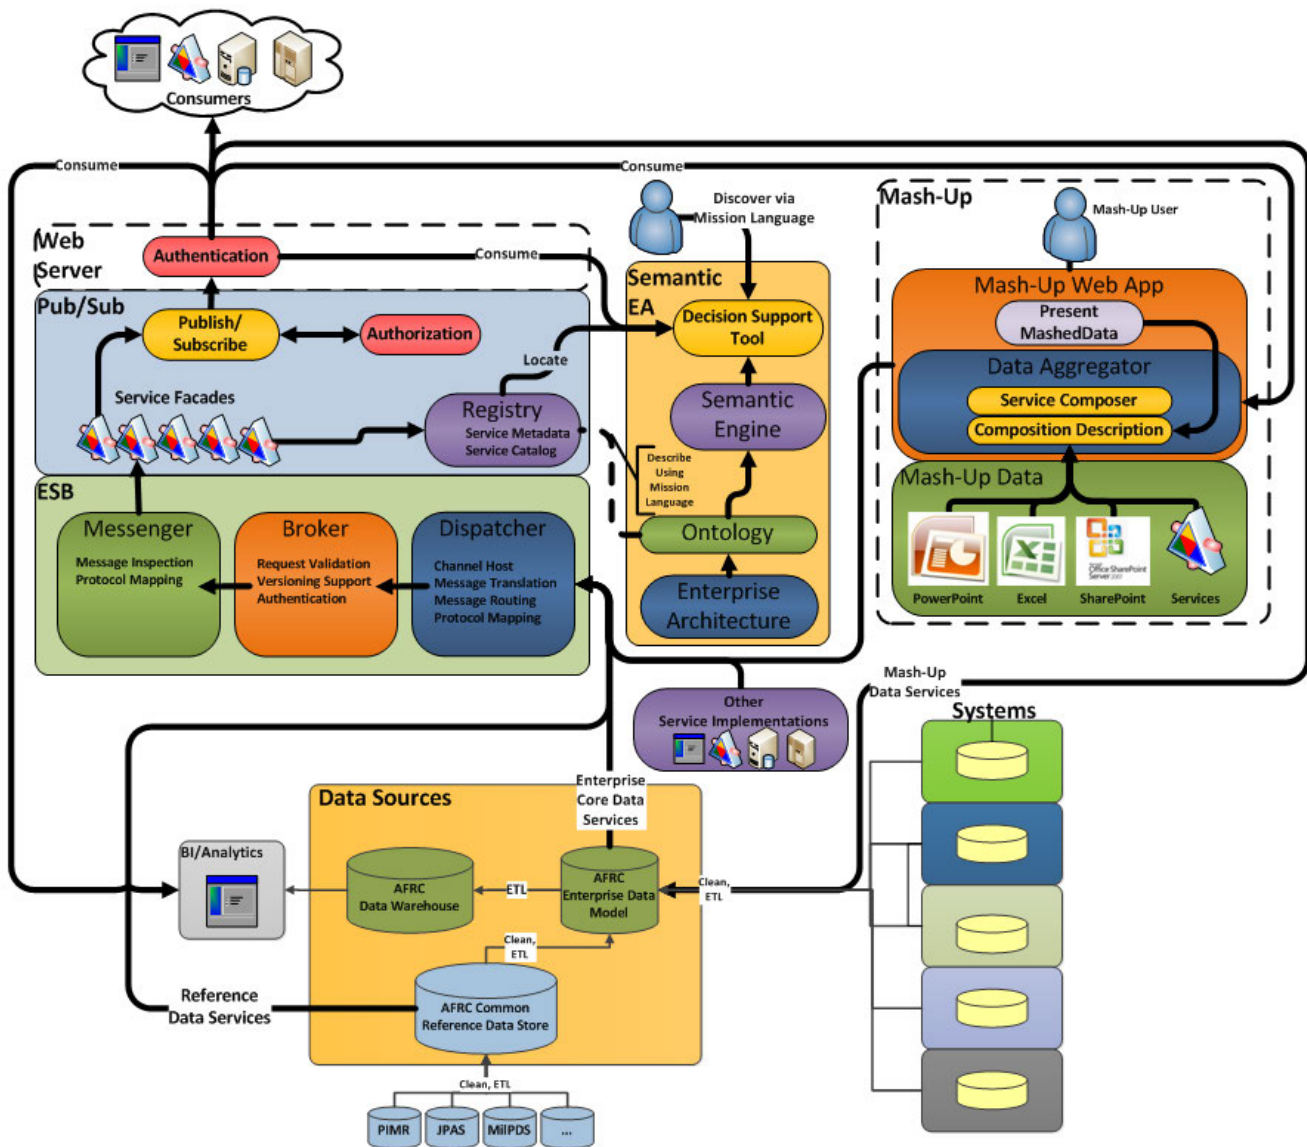 Consumers
Consume
Consume
Web
Server
Authentication
Consume
Discover via
Mission Language
Mash-Up
Mash-Up User
Pub/Sub
Publish/
Subscribe
Authorization
Locate
Service Facades
Registry
Service Metadata
Service Catalog
Semantic
EA
Decision Support
Tool
Semantic
Engine
Describe
Using
Mission
Language
Ontology
Enterprise
Architecture
Mash-Up Web App
Present
MashedData
Data Aggregator
Service Composer
Composition Description
Mash-Up Data
Office SharePoint
Server 2007
PowerPoint
Excel
SharePoint
Services
ESB
Messenger
Message Inspection
Protocol Mapping
Broker
Request Validation
Versioning Support
Authentication
Dispatcher
Channel Host
Message Translation
Message Routing
Protocol Mapping
Other
Service Implementations
Mash-Up
Data Services
Systems
Enterprise
Core Data
Services
Data Sources
BI/Analytics
AFRC
Data Warehouse
ETL
AFRC
Enterprise Data
Model
Clean,
ETL
Clean,
ETL
AFRC Common
Reference Data Store
Reference
Data Services
Clean, ETL
PIMR
JPAS
MilPDS
...